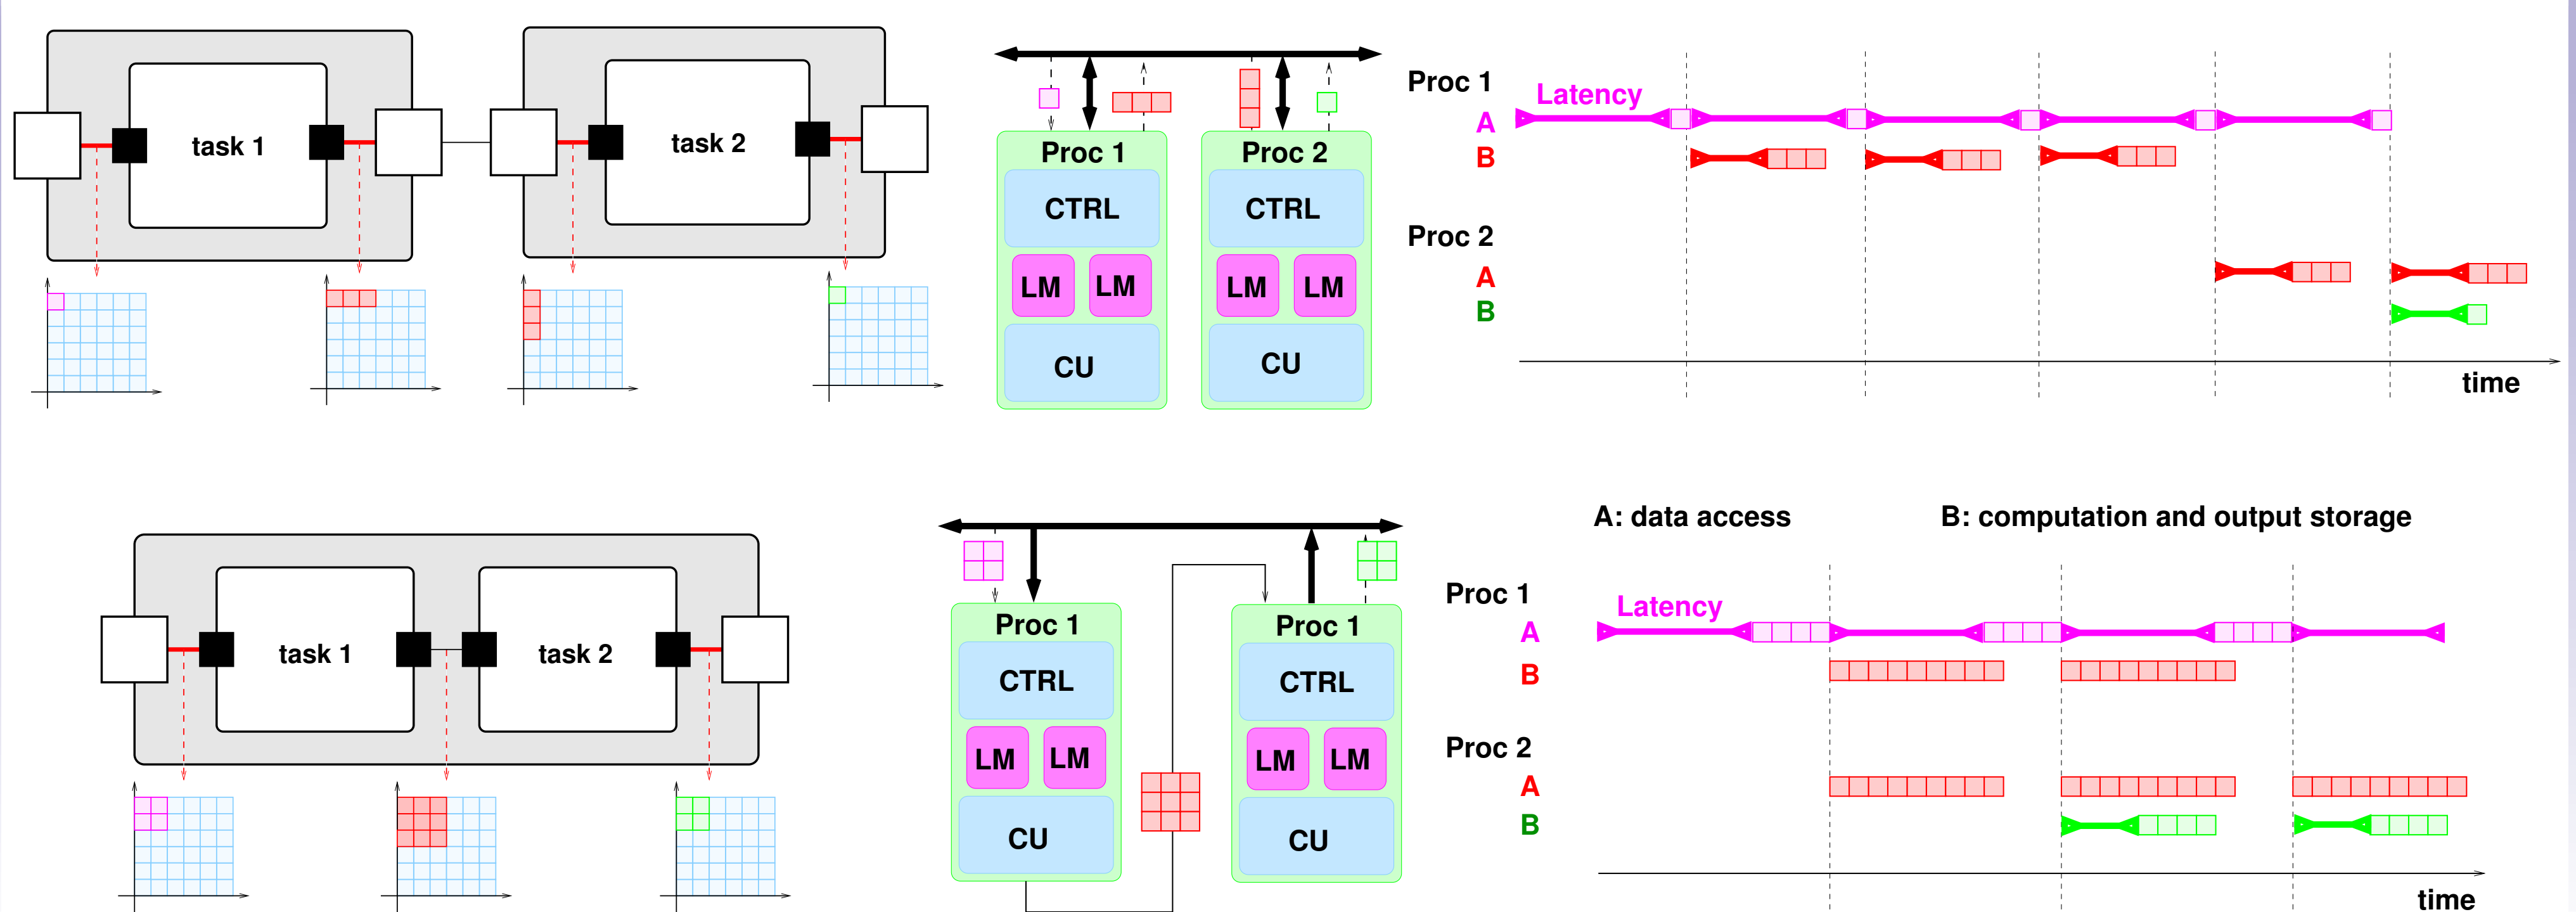 task 1
task 2
Proc 1
CTRL
LM LM
CU
Proc 2
CTRL
LM LM
CU
Proc 1
Latency
A
B
Proc 2
A
B
time
task 1
task 2
Proc 1
CTRL
LM LM
CU
Proc 1
CTRL
LM LM
CU
A: data access
B: computation and output storage
Proc 1
Latency
A
B
Proc 2
A
B
time